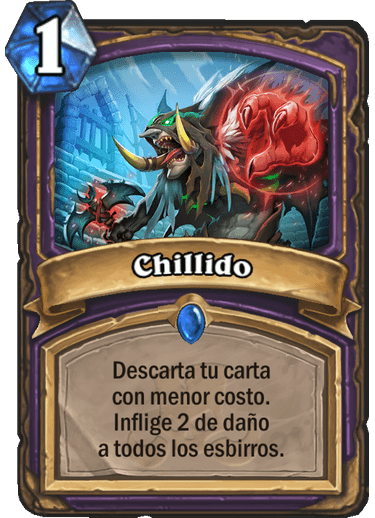 1
Chillido
Descarta tu carta
con menor costo.
Inflige 2 de daño
a todos los esbirros.